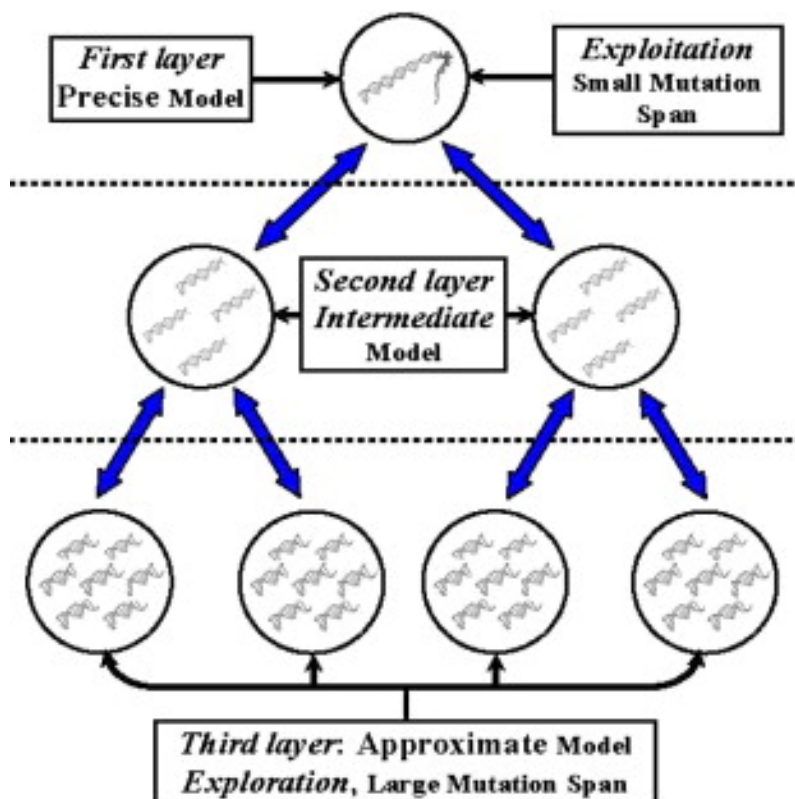 First layer
Precise Model
Exploitation
Small Mutation
Span
Second layer
Intermediate
Model
Third layer: Approximate Model
Exploration, Large Mutation Span